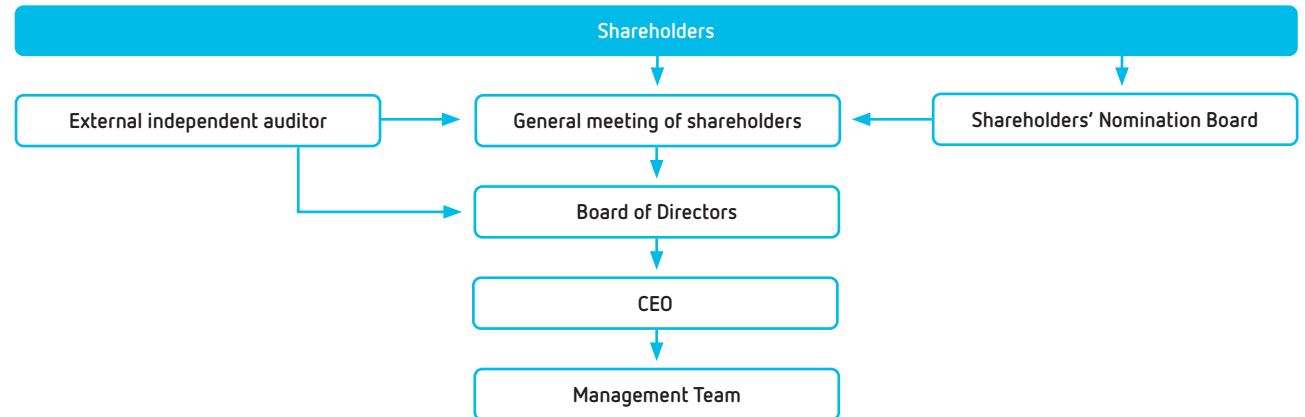 Shareholders
External independent auditor
General meeting of shareholders
Shareholders’ Nomination Board
Board of Directors
CEO
Management Team